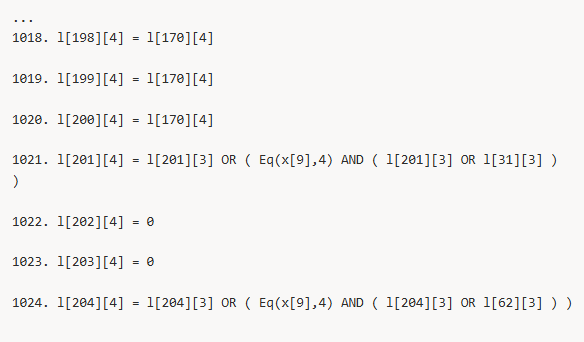 ...
1018. l[198][4] = l[170][4]
1019. l[199][4] = l[170][4]
1020. l[200][4] = l[170][4]
1021. l[201][4] = l[201][3] OR ( Eq(x[9],4) AND ( l[201][3] OR l[31][3] )
)
1022. l[202][4] = 0
1023. l[203][4] = 0
1024. l[204][4] = l[204][3] OR ( Eq(x[9],4) AND ( l[204][3] OR l[62][3] ) )